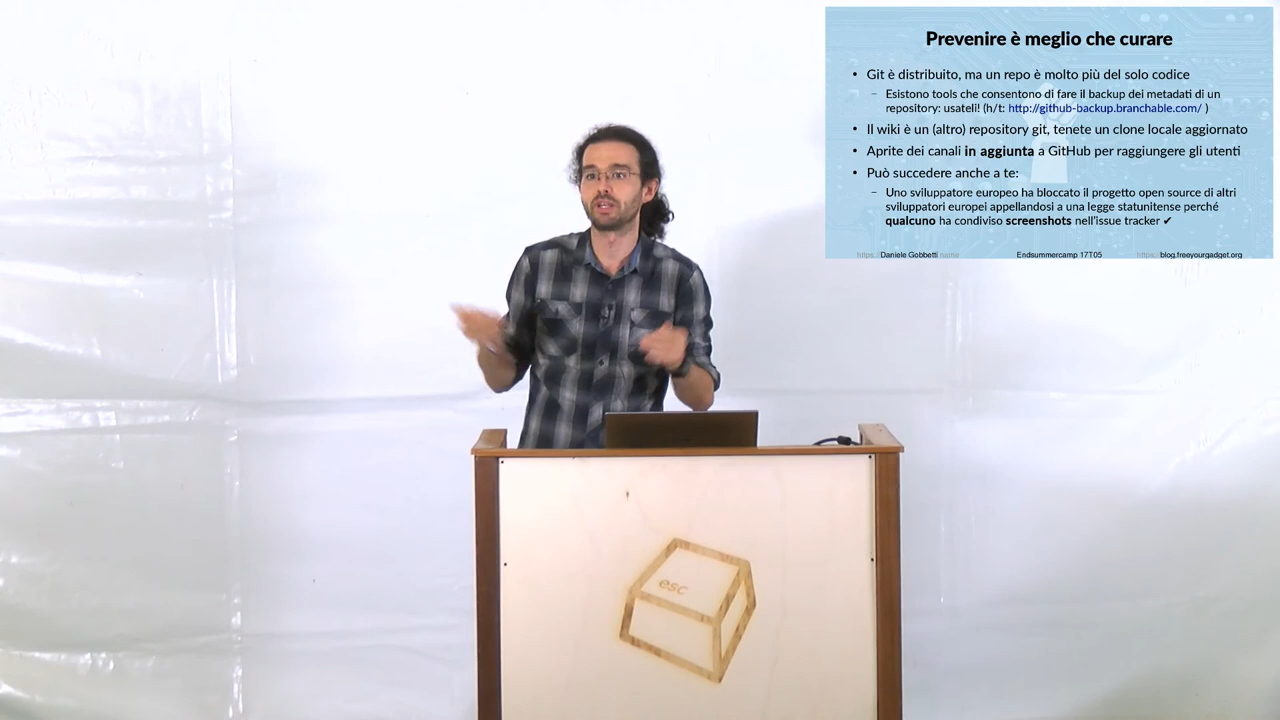 Prevenire è meglio che curare
• Git è distribuito, ma un repo è molto più del solo codice
– Esistono tools che consentono di fare il backup dei metadati di un
repository: usateli! (h/t: http://github-backup.branchable.com/ )
• Il wiki è un (altro) repository git, tenete un clone locale aggiornato
• Aprite dei canali in aggiunta a GitHub per raggiungere gli utenti
• Può succedere anche a te:
– Uno sviluppatore europeo ha bloccato il progetto open source di altri
sviluppatori europei appellandosi a una legge statunitense perché
qualcuno ha condiviso screenshots nell'issue tracker ✔
https:/ Daniele Gobbetti name Endsummercamp 17T05 https:/ blog.freeyourgadget.org
esc